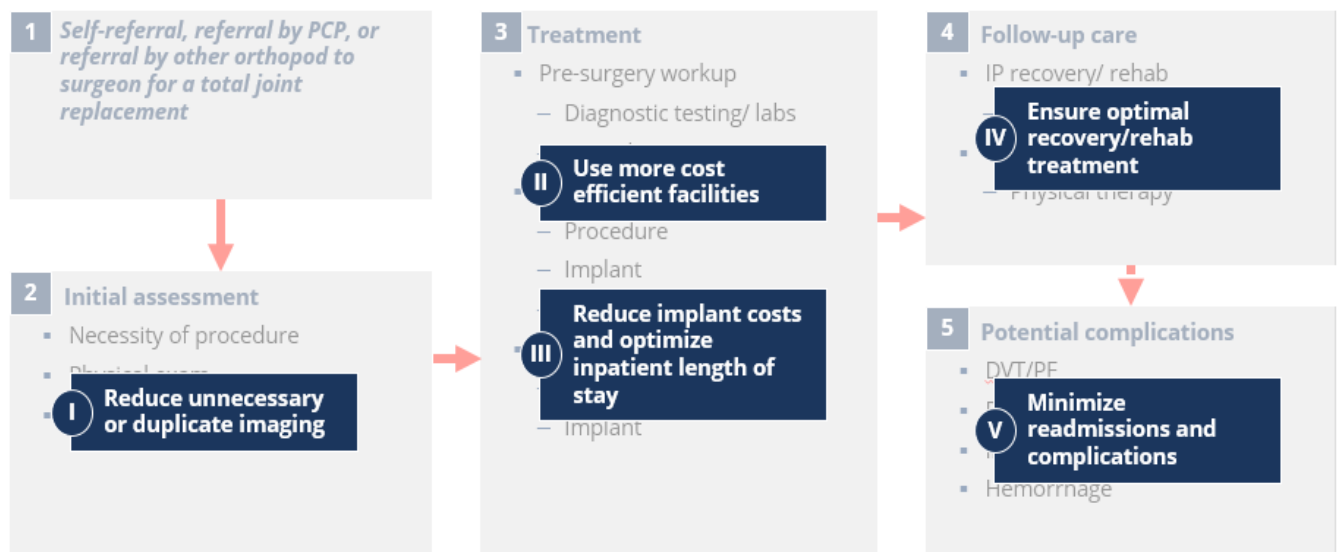 1
Self-referral, referral by PCP, or
referral by other orthopod to
surgeon for a total joint
replacement
2
Initial assessment
▪ Necessity of procedure
▪ Physical exam
I
Reduce unnecessary
or duplicate imaging
3
Treatment
▪ Pre-surgery workup
– Diagnostic testing/ labs
II
Use more cost
efficient facilities
– Procedure
– Implant
III
Reduce implant costs
and optimize
inpatient length of
stay
– Implant
4
Follow-up care
▪ IP recovery/ rehab
IV
Ensure optimal
recovery/rehab
treatment
– Physical therapy
5
Potential complications
▪ DVT/PE
V
Minimize
readmissions and
complications
▪ Hemorrhage